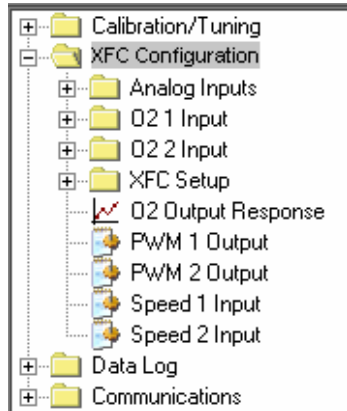 Calibration/Tuning
XFC Configuration
Analog Inputs
O2 1 Input
O2 2 Input
XFC Setup
O2 Output Response
PWM 1 Output
PWM 2 Output
Speed 1 Input
Speed 2 Input
Data Log
Communications